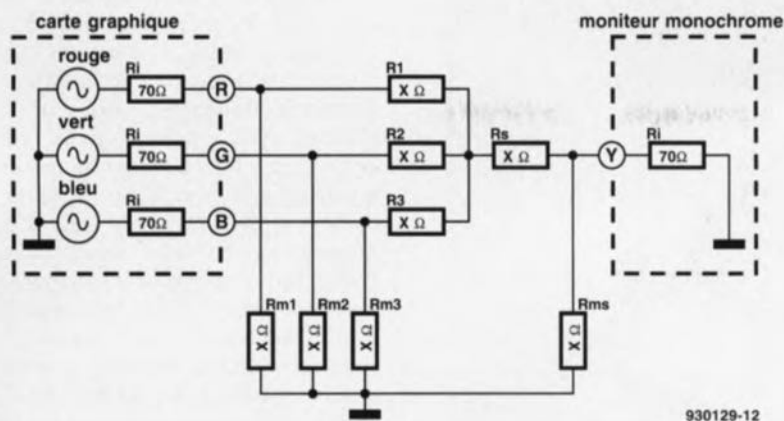 carte graphique
moniteur monochrome
rouge
Ri
70Ω
R
R1
X Ω
vert
Ri
70Ω
G
R2
X Ω
Rs
X Ω
Y
Ri
70Ω
bleu
Ri
70Ω
B
R3
X Ω
Rm1
X Ω
Rm2
X Ω
Rm3
X Ω
Rms
X Ω
930129-12